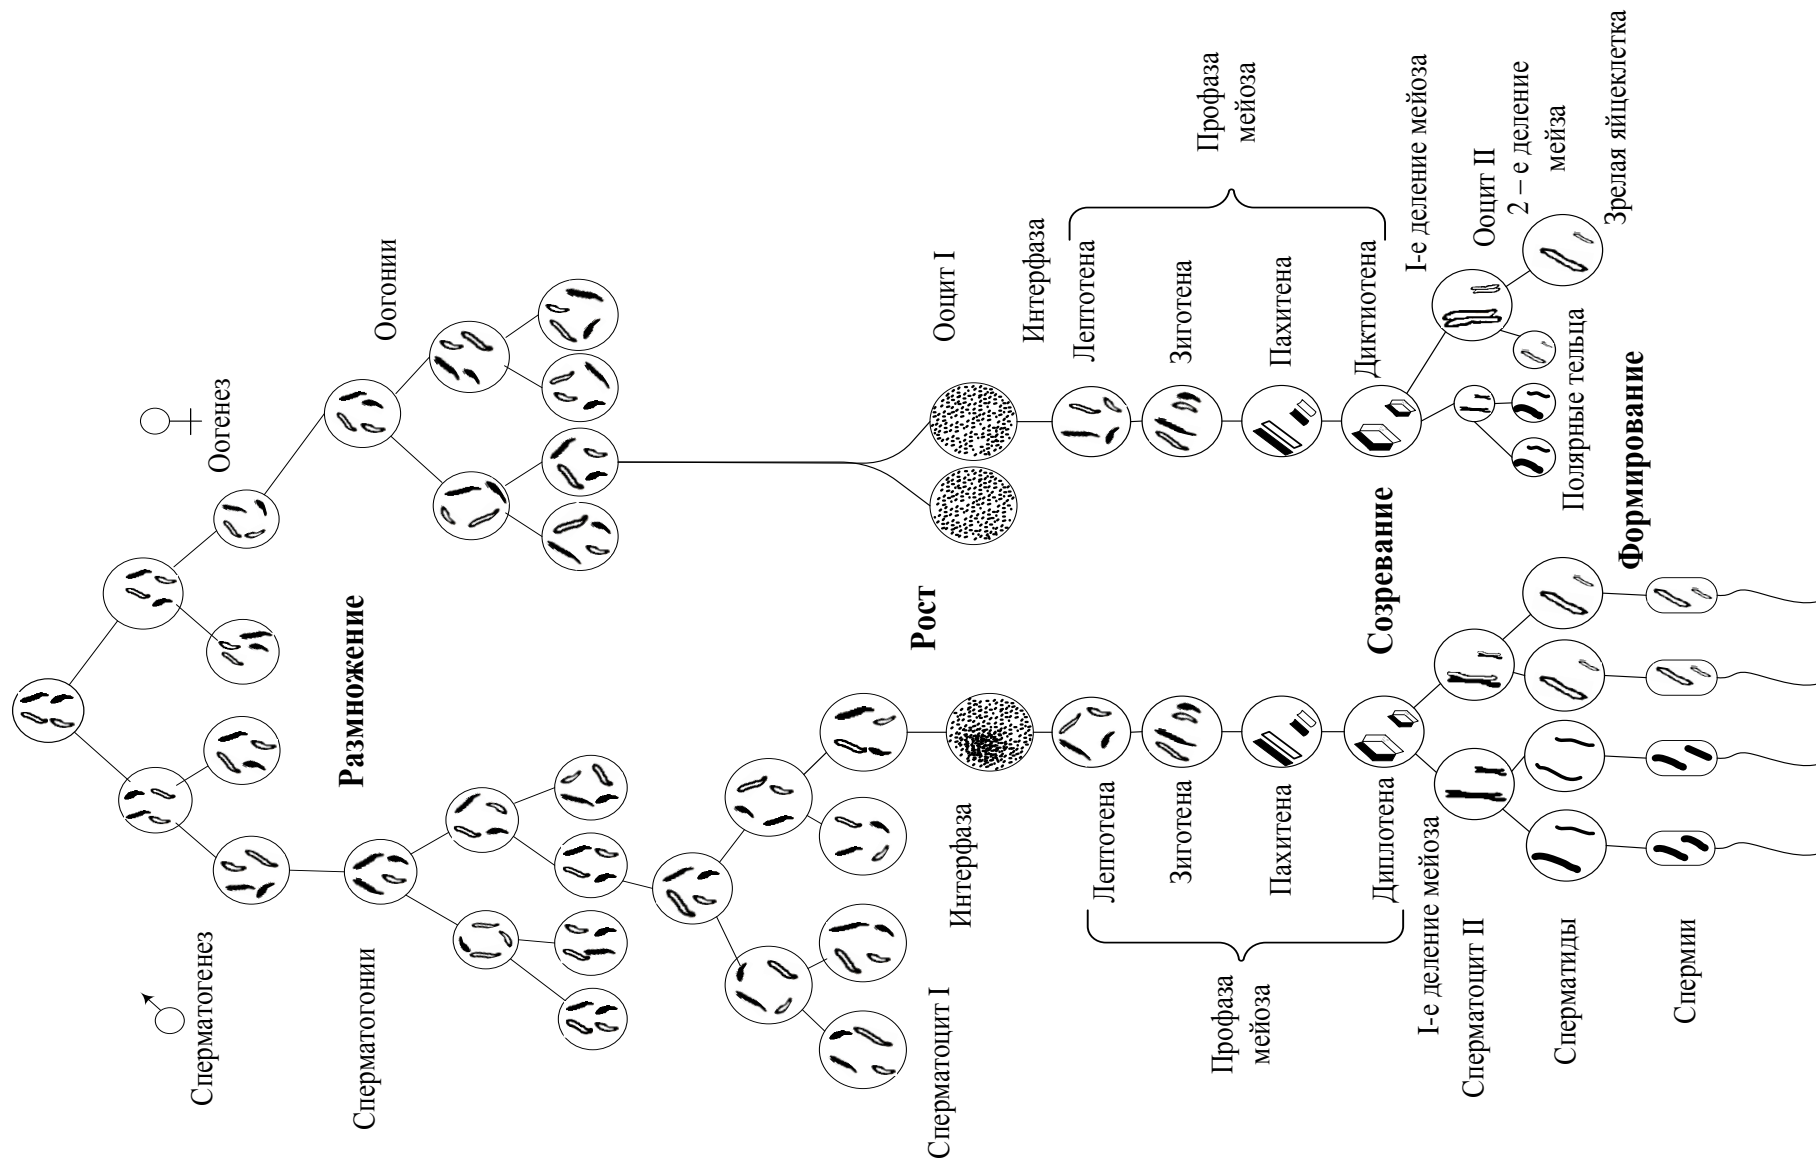 Сперматогенез
Оогенез
Размножение
Сперматогонии
Оогонии
Рост
Сперматоцит I
Ооцит I
Интерфаза
Интерфаза
Лептотена
Зиготена
Пахитена
Диплотена
Профаза
мейоза
Лептотена
Зиготена
Пахитена
Диктиотена
Профаза
мейоза
Созревание
I-е деление мейоза
Сперматоцит II
I-е деление мейоза
Ооцит II
2 – е деление
мейза
Сперматиды
Полярные тельца
Зрелая яйцеклетка
Формирование
Спермии